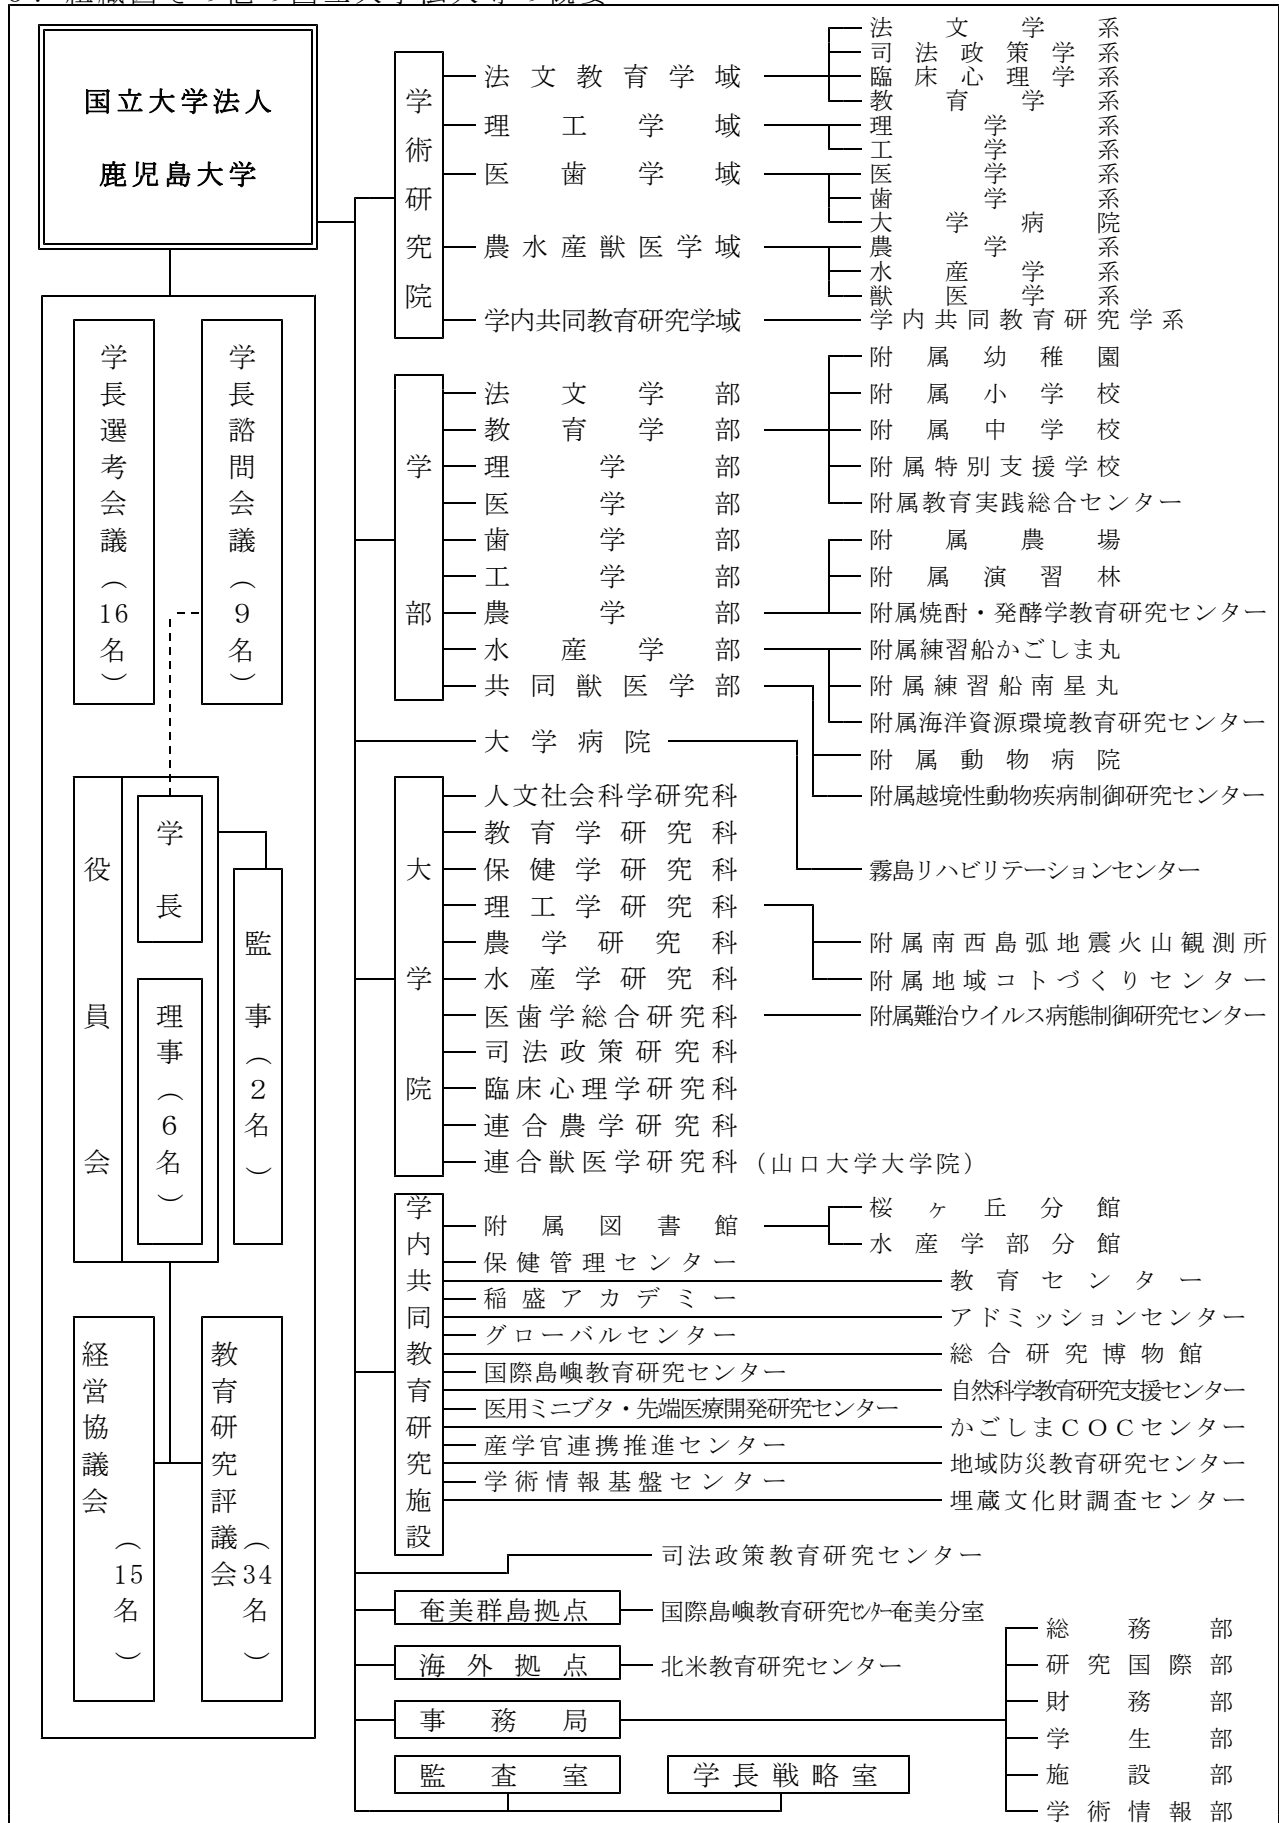 国立大学法人
鹿児島大学
学長選考会議（16名）
学長諮問会議（９名）
役員会
学長
理事（６名）
監事（２名）
経営協議会（15名）
教育研究評議会（34名）
学術研究院
法文教育学域
法文学系
司法政策学系
臨床心理学系
教育学系
理工学域
理学系
工学系
医歯学域
医学系
歯学系
大学病院
農水産獣医学域
農学系
水産学系
獣医学系
学内共同教育研究学域
学内共同教育研究学系
学部
法文学部
教育学部
附属幼稚園
附属小学校
附属中学校
附属特別支援学校
附属教育実践総合センター
理学部
医学部
歯学部
工学部
農学部
附属農場
附属演習林
附属焼酎・発酵学教育研究センター
水産学部
附属練習船かごしま丸
附属練習船南星丸
附属海洋資源環境教育研究センター
共同獣医学部
附属動物病院
附属越境性動物疾病制御研究センター
大学病院
霧島リハビリテーションセンター
大学院
人文社会科学研究科
教育学研究科
保健学研究科
理工学研究科
附属南西島弧地震火山観測所
附属地域コトづくりセンター
農学研究科
水産学研究科
医歯学総合研究科
附属難治ウイルス病態制御研究センター
司法政策研究科
臨床心理学研究科
連合農学研究科
連合獣医学研究科（山口大学大学院）
学内共同教育研究施設
附属図書館
桜ヶ丘分館
水産学部分館
保健管理センター
教育センター
稲盛アカデミー
アドミッションセンター
グローバルセンター
総合研究博物館
国際島嶼教育研究センター
自然科学教育研究支援センター
医用ミニブタ・先端医療開発研究センター
かごしまＣＯＣセンター
産学官連携推進センター
地域防災教育研究センター
学術情報基盤センター
埋蔵文化財調査センター
司法政策教育研究センター
奄美群島拠点
国際島嶼教育研究センター奄美分室
海外拠点
北米教育研究センター
事務局
総務部
研究国際部
財務部
学生部
施設部
学術情報部
監査室
学長戦略室